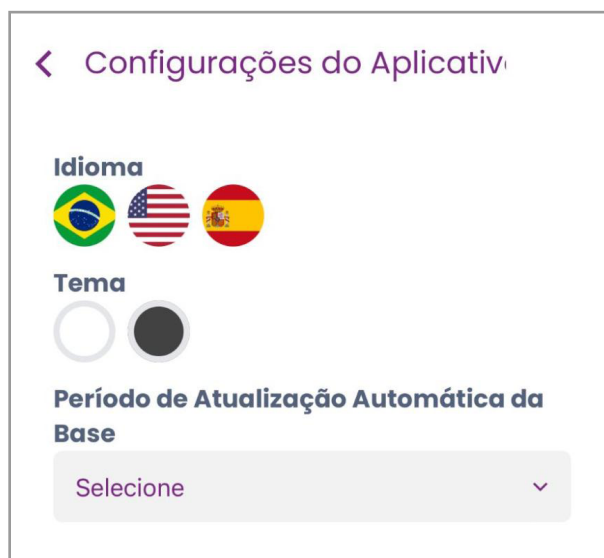 Configurações do Aplicativ
Idioma
Tema
Período de Atualização Automática da
Base
Selecione